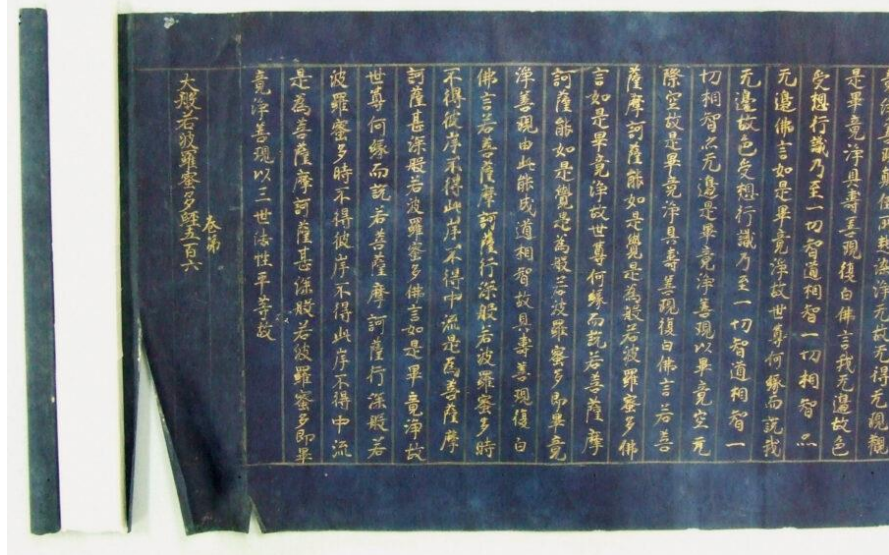 是畢竟淨具壽善現復白佛言我无邊故色
受想行識乃至一切智道相智一切相智亦
无邊佛言如是畢竟淨故世尊何緣而說我
无邊故色受想行識乃至一切智道相智一
切相智亦无邊是畢竟淨善現以畢竟空无
際空故是畢竟淨具壽善現復白佛言若菩
薩摩訶薩能如是覺是為般若波羅蜜多佛
言如是畢竟淨故世尊何緣而說若菩薩摩
訶薩能如是覺是為般若波羅蜜多即畢竟
淨善現由此能成道相智故具壽善現復白
佛言若菩薩摩訶薩行深般若波羅蜜多時
不得彼岸不得此岸不得中流是為菩薩摩
訶薩甚深般若波羅蜜多佛言如是畢竟淨故
世尊何緣而說若菩薩摩訶薩行深般若
波羅蜜多時不得彼岸不得此岸不得中流
是為菩薩摩訶薩甚深般若波羅蜜多即畢
竟淨善現以三世法性平等故
大般若波羅蜜多經卷第五百六